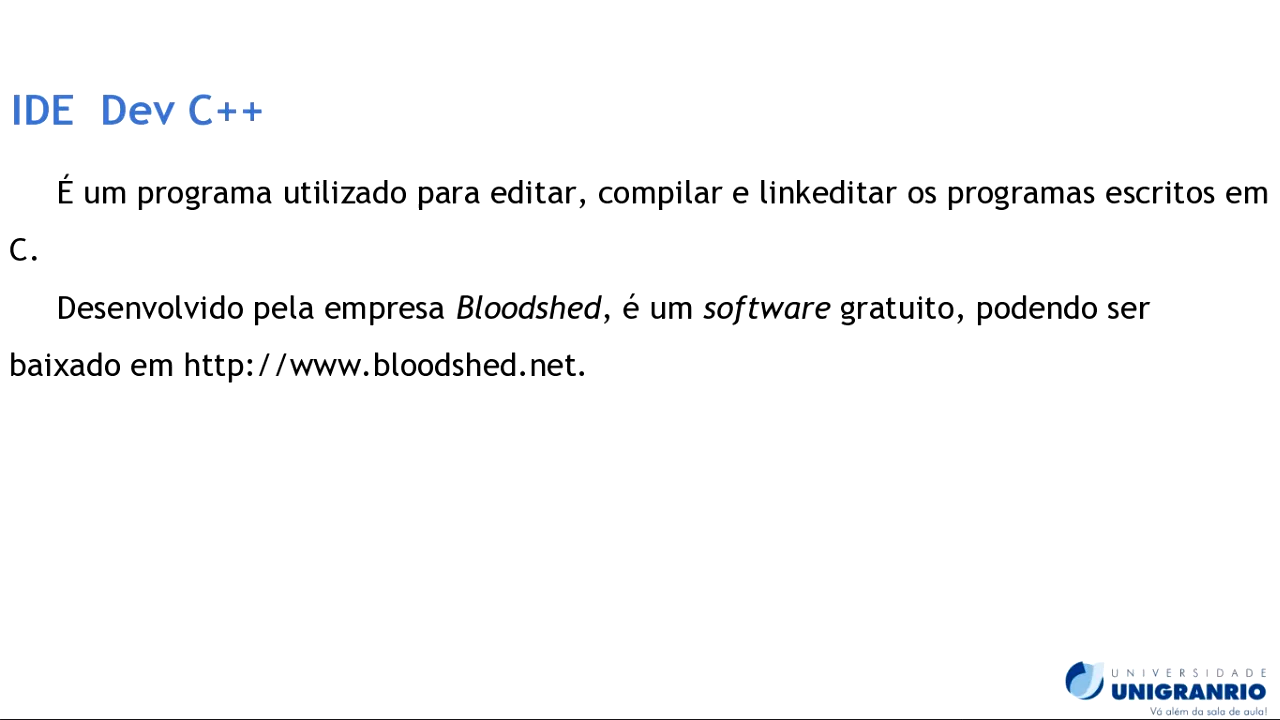 IDE  Dev C++
É um programa utilizado para editar, compilar e linkeditar os programas escritos em
C.
Desenvolvido pela empresa Bloodshed, é um software gratuito, podendo ser
baixado em http://www.bloodshed.net.
UNIVERSIDADE
UNIGRANRIO
Vá além da sala de aula!